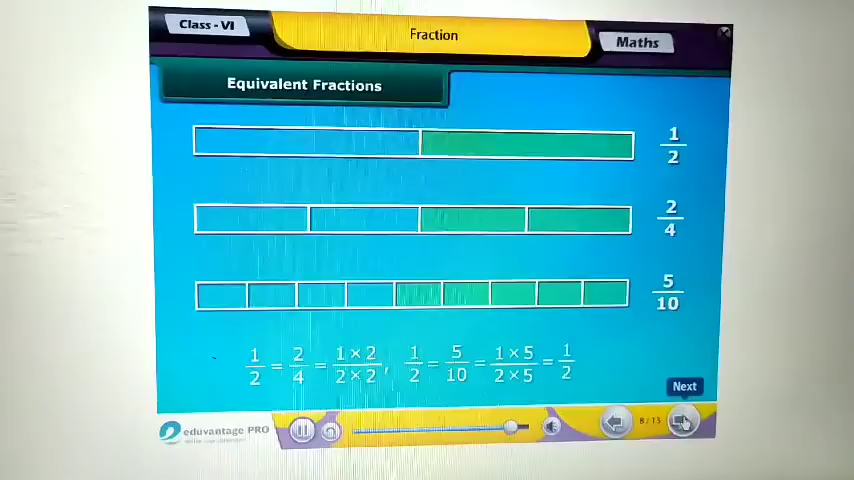 Class - VI
Fraction
Maths
Equivalent Fractions
1/2
2/4
5/10
1/2 = 2/4 = 1 × 2/2 × 2, 1/2 = 5/10 = 1 × 5/2 × 5 = 1/2
Next
eduvantage PRO
8 / 13